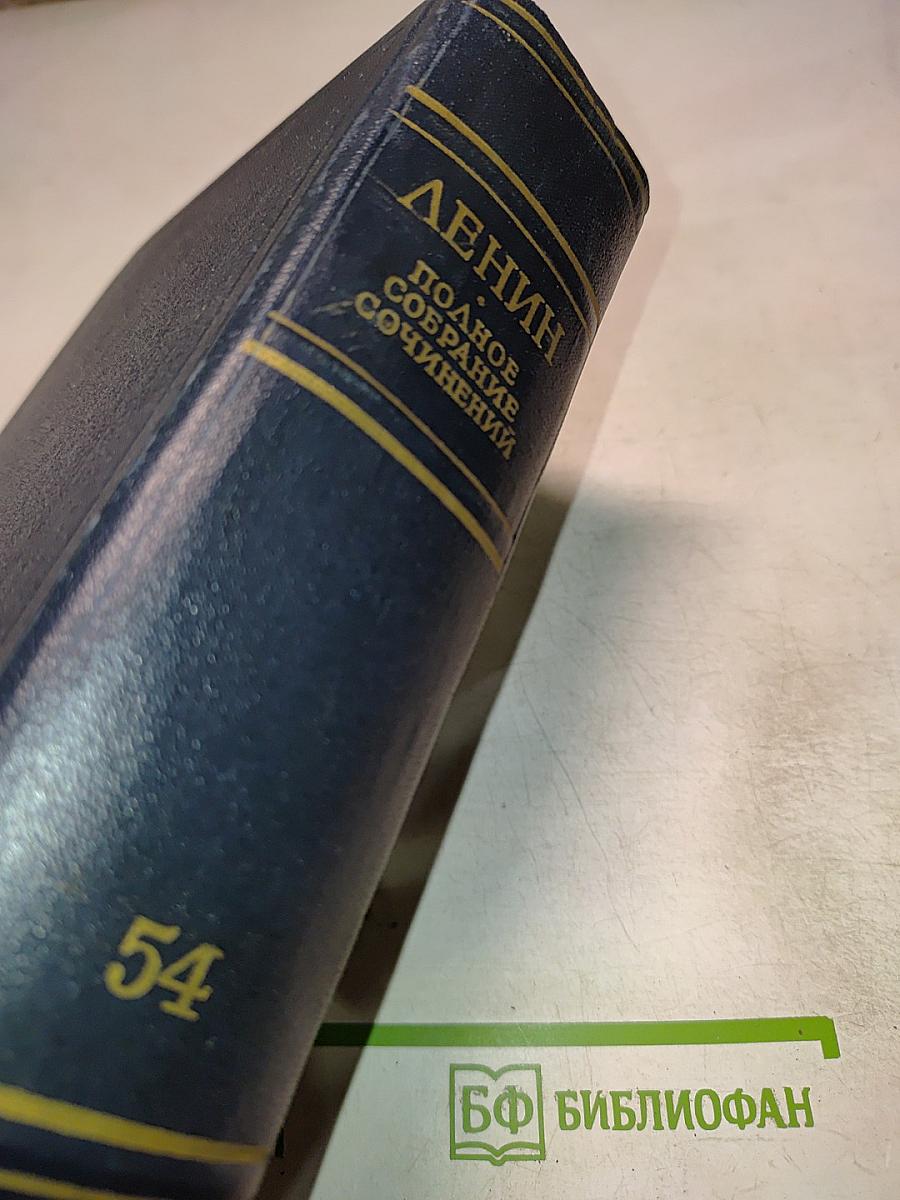 ЛЕНИН
ПОЛНОЕ
СОБРАНИЕ
СОЧИНЕНИЙ
54
БФ БИБЛИОФАН